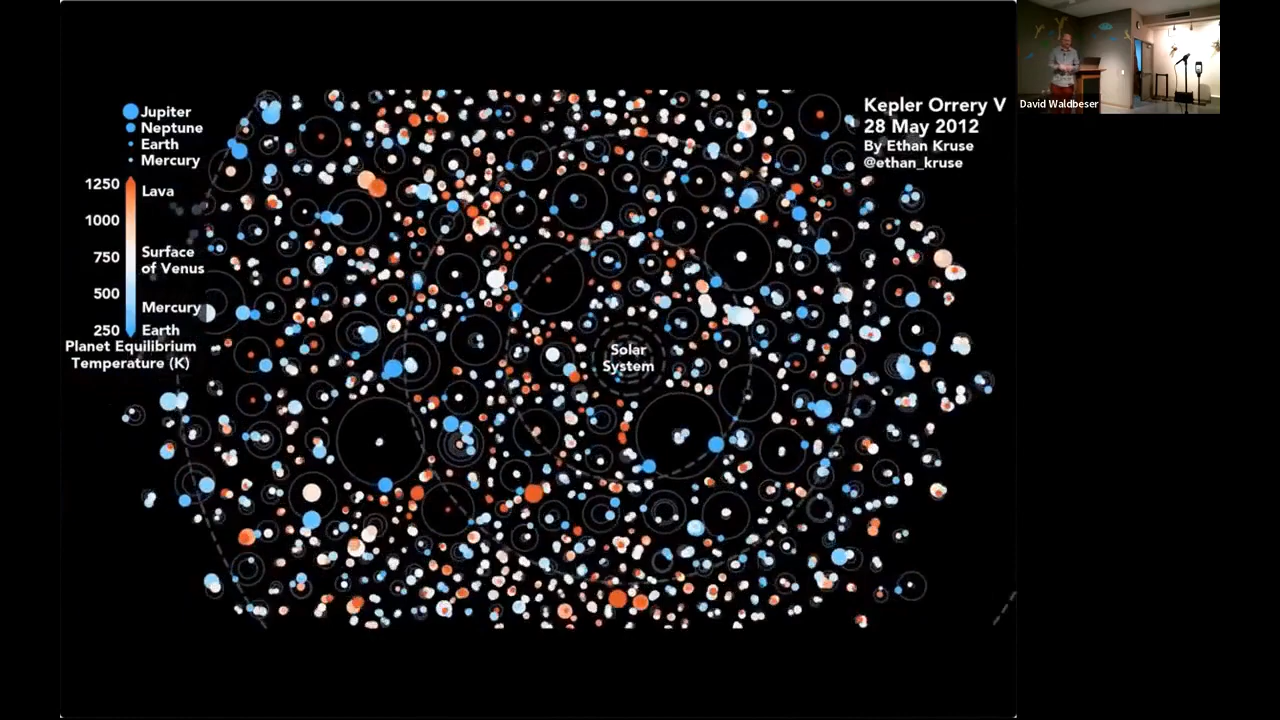 Jupiter
Neptune
Earth
Mercury
1250
Lava
1000
750
Surface
of Venus
500
Mercury
250
Earth
Planet Equilibrium
Temperature (K)
Solar
System
Kepler Orrery V
28 May 2012
By Ethan Kruse
@ethan_kruse
David Waldbeser